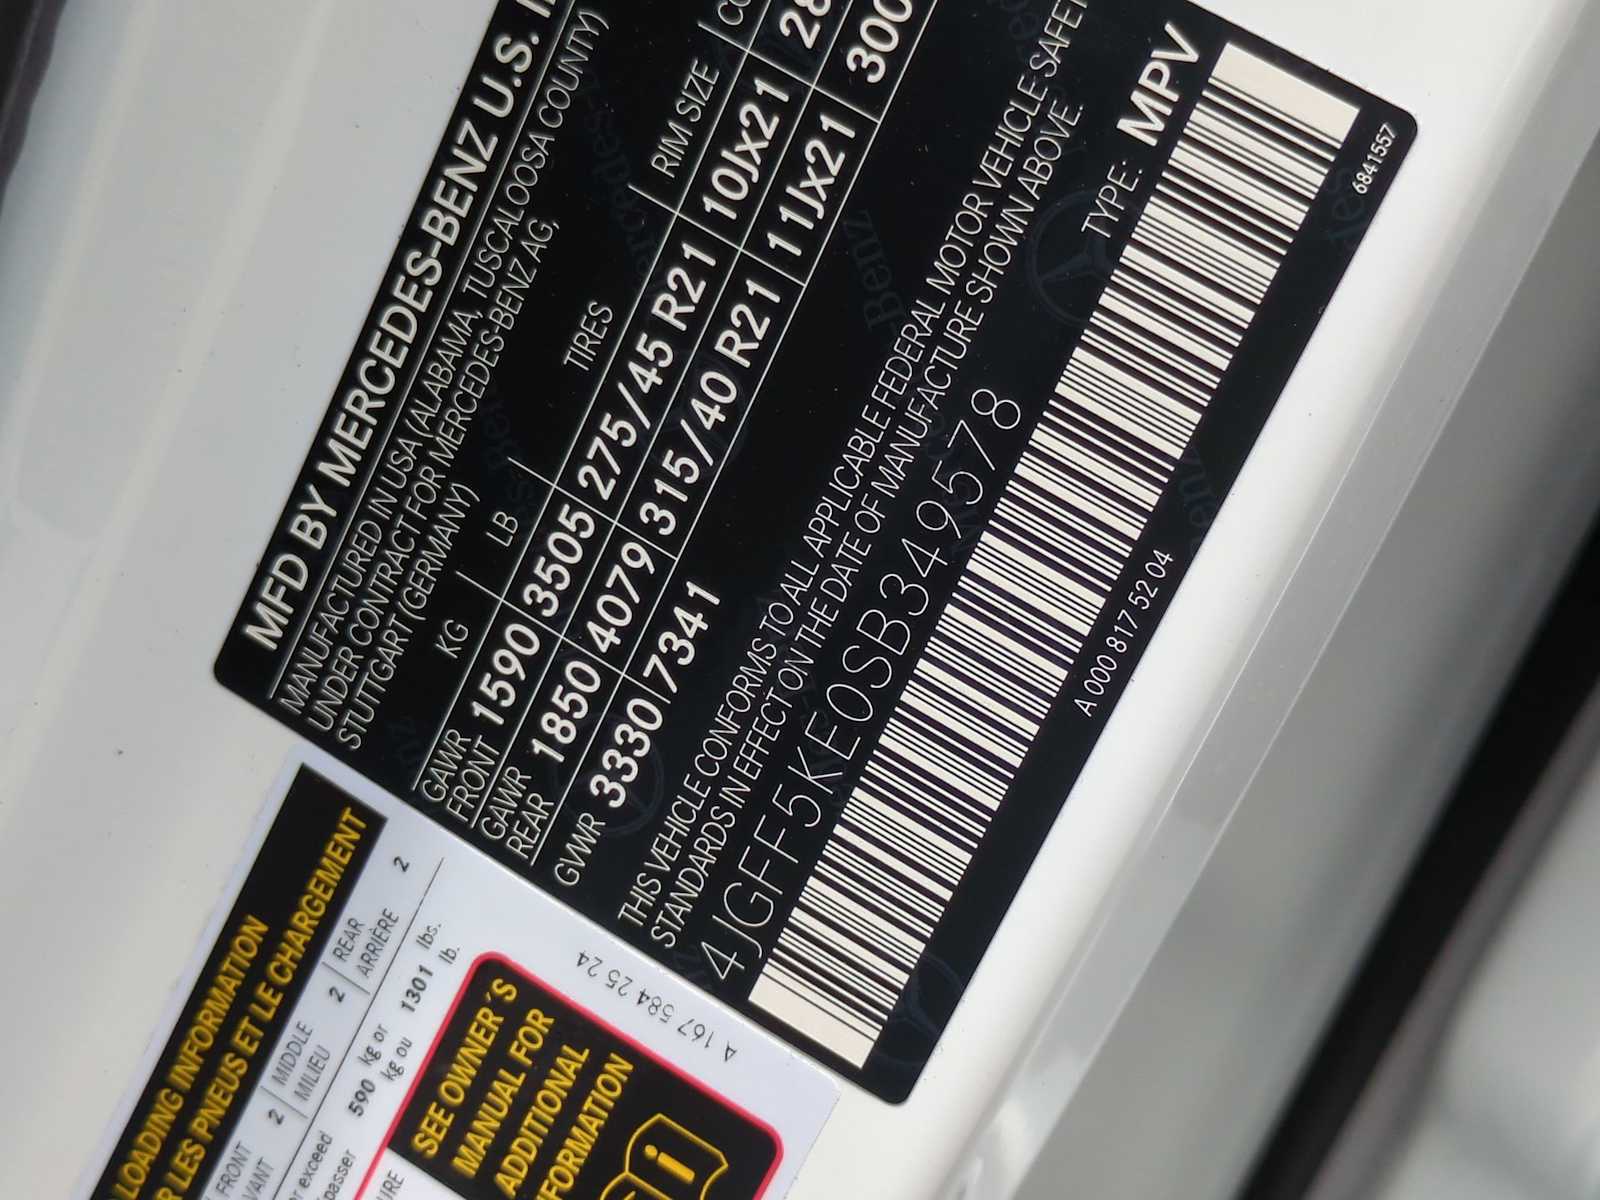 MFD BY MERCEDES-BENZ U.S.
MANUFACTURED IN USA (ALABAMA, TUSCALOOSA COUNTY)
UNDER CONTRACT FOR MERCEDES-BENZ AG,
STUTTGART (GERMANY)
KG LB TIRES RIM SIZE
GAWR FRONT 1590 3505 275/45 R21 10Jx21 28
GAWR REAR 1850 4079 315/40 R21 11Jx21 300
GVWR 3330 7341
THIS VEHICLE CONFORMS TO ALL APPLICABLE FEDERAL MOTOR VEHICLE SAFETY
STANDARDS IN EFFECT ON THE DATE OF MANUFACTURE SHOWN ABOVE.
4JGFF5KE0SB349578 TYPE: MPV
A 000 817 52 04
6841557
LOADING INFORMATION
LES PNEUS ET LE CHARGEMENT
FRONT 2 MIDDLE MILIEU 2 REAR ARRIÈRE 2
exceed 590 kg or 1301 lbs.
kg ou lb.
SEE OWNER'S
MANUAL FOR
ADDITIONAL
A 167 584 25 24